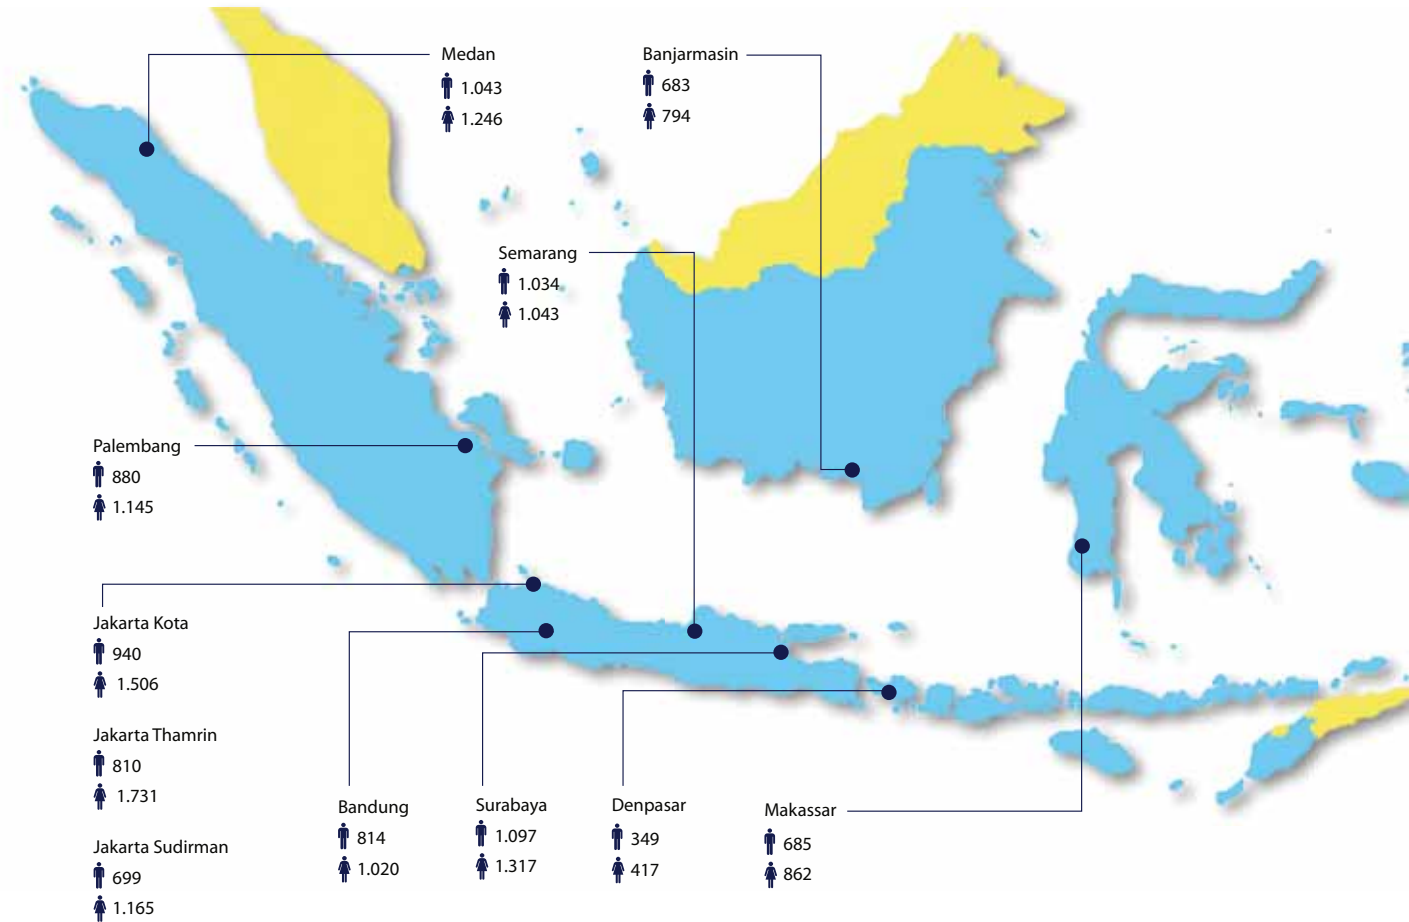 Medan
1.043
1.246
Banjarmasin
683
794
Semarang
1.034
1.043
Palembang
880
1.145
Jakarta Kota
940
1.506
Jakarta Thamrin
810
1.731
Jakarta Sudirman
699
1.165
Bandung
814
1.020
Surabaya
1.097
1.317
Denpasar
349
417
Makassar
685
862